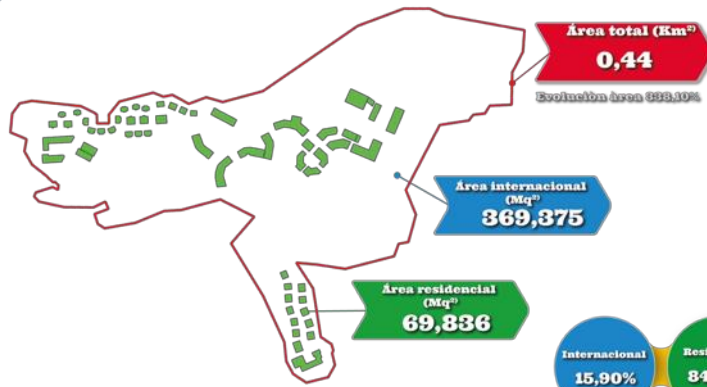 Área total (Km²)
0,44
Evolución área 338,10%
Área internacional
(Mq²)
369,375
Área residencial
(Mq²)
69,836
Internacional
15,90%